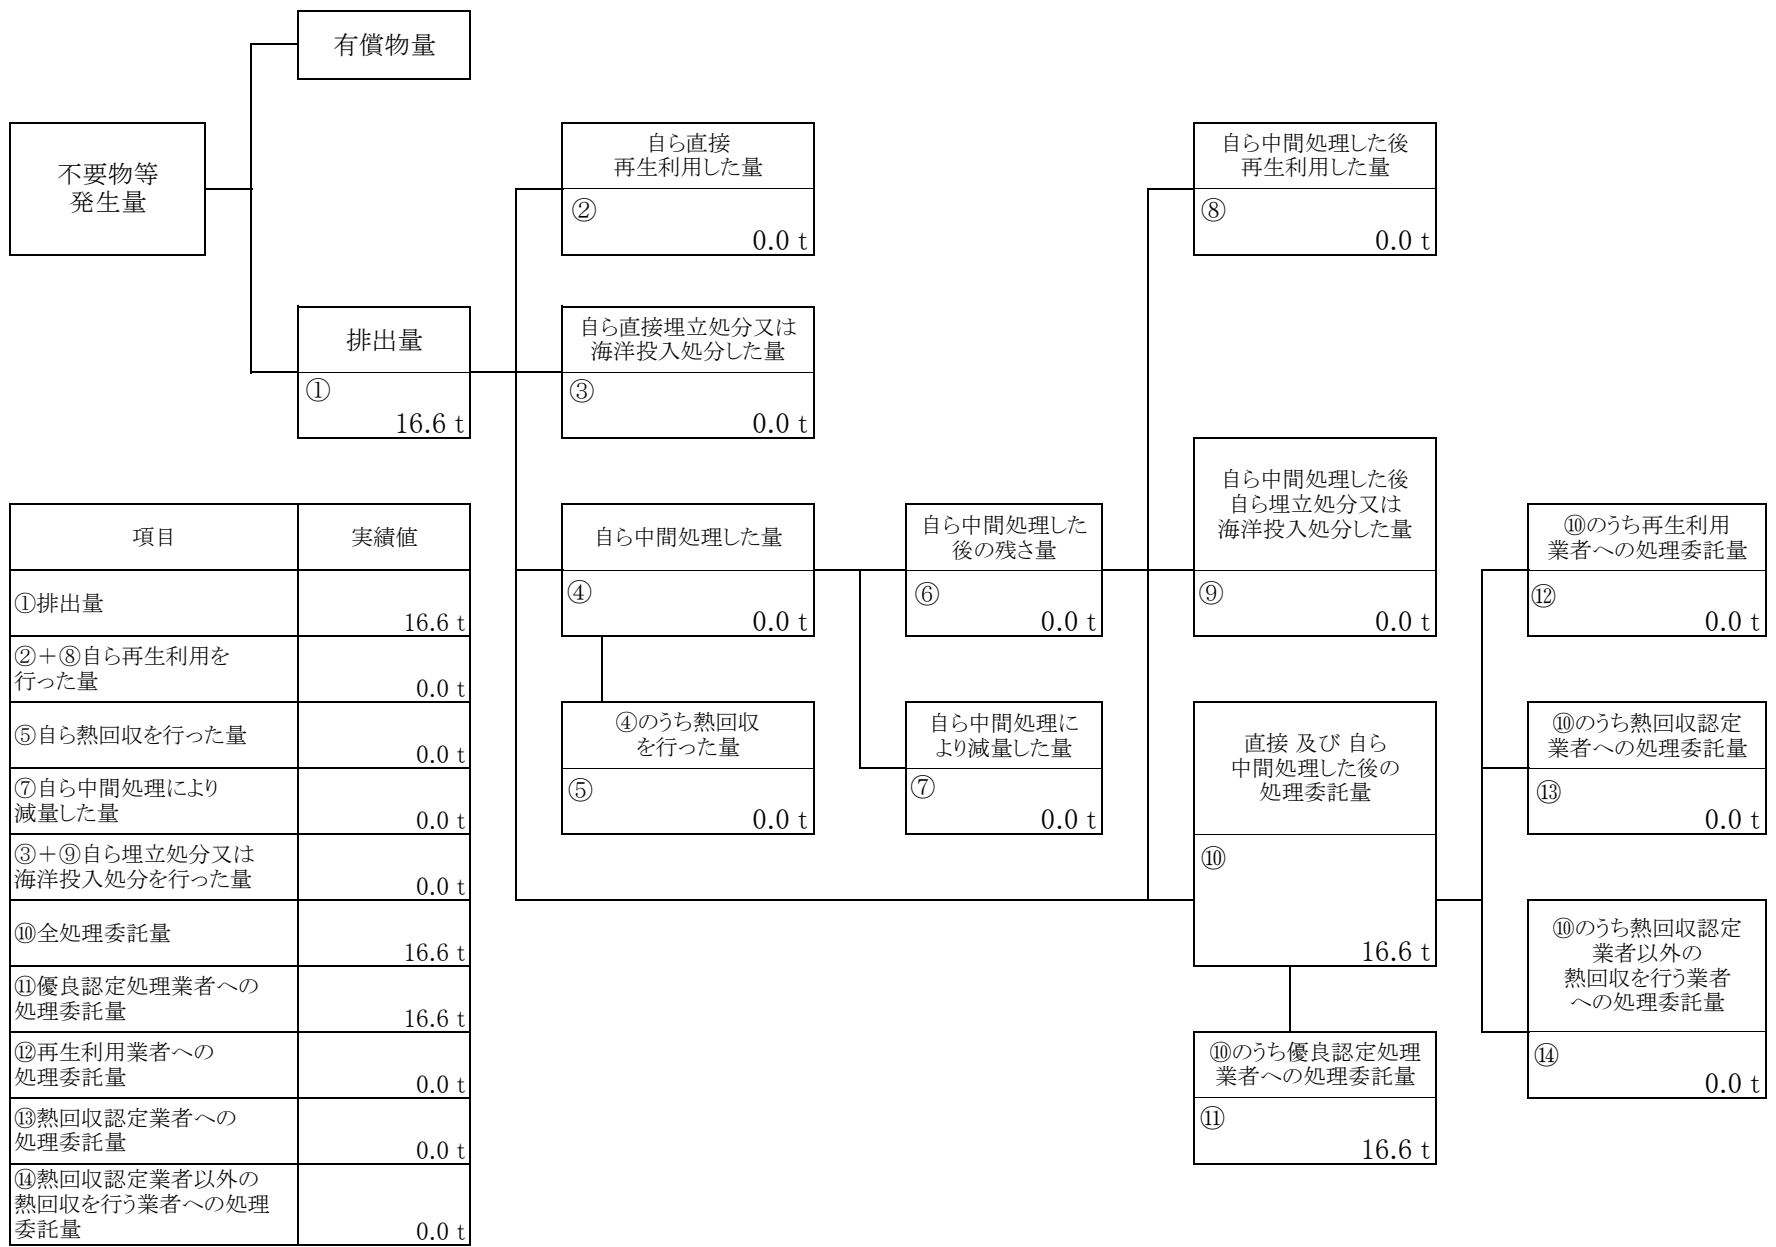 有償物量
不要物等
発生量
排出量
①
16.6 t
自ら直接
再生利用した量
②
0.0 t
自ら直接埋立処分又は
海洋投入処分した量
③
0.0 t
自ら中間処理した量
④
0.0 t
④のうち熱回収
を行った量
⑤
0.0 t
自ら中間処理した
後の残さ量
⑥
0.0 t
自ら中間処理に
より減量した量
⑦
0.0 t
自ら中間処理した後
再生利用した量
⑧
0.0 t
自ら中間処理した後
自ら埋立処分又は
海洋投入処分した量
⑨
0.0 t
直接 及び 自ら
中間処理した後の
処理委託量
⑩
16.6 t
⑩のうち優良認定処理
業者への処理委託量
⑪
16.6 t
⑩のうち再生利用
業者への処理委託量
⑫
0.0 t
⑩のうち熱回収認定
業者への処理委託量
⑬
0.0 t
⑩のうち熱回収認定
業者以外の
熱回収を行う業者
への処理委託量
⑭
0.0 t
項目 実績値
①排出量
16.6 t
②＋⑧自ら再生利用を
行った量
0.0 t
⑤自ら熱回収を行った量
0.0 t
⑦自ら中間処理により
減量した量
0.0 t
③＋⑨自ら埋立処分又は
海洋投入処分を行った量
0.0 t
⑩全処理委託量
16.6 t
⑪優良認定処理業者への
処理委託量
16.6 t
⑫再生利用業者への
処理委託量
0.0 t
⑬熱回収認定業者への
処理委託量
0.0 t
⑭熱回収認定業者以外の
熱回収を行う業者への処理
委託量
0.0 t